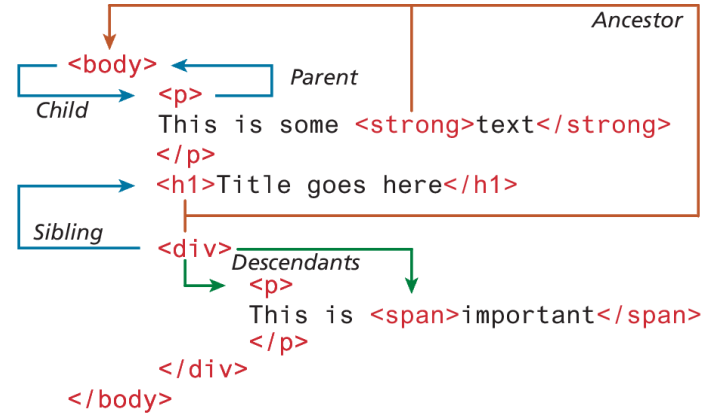 Ancestor
<body>
Parent
<p>
Child
This is some <strong>text</strong>
</p>
<h1>Title goes here</h1>
Sibling
<div>
Descendants
<p>
This is <span>important</span>
</p>
</div>
</body>